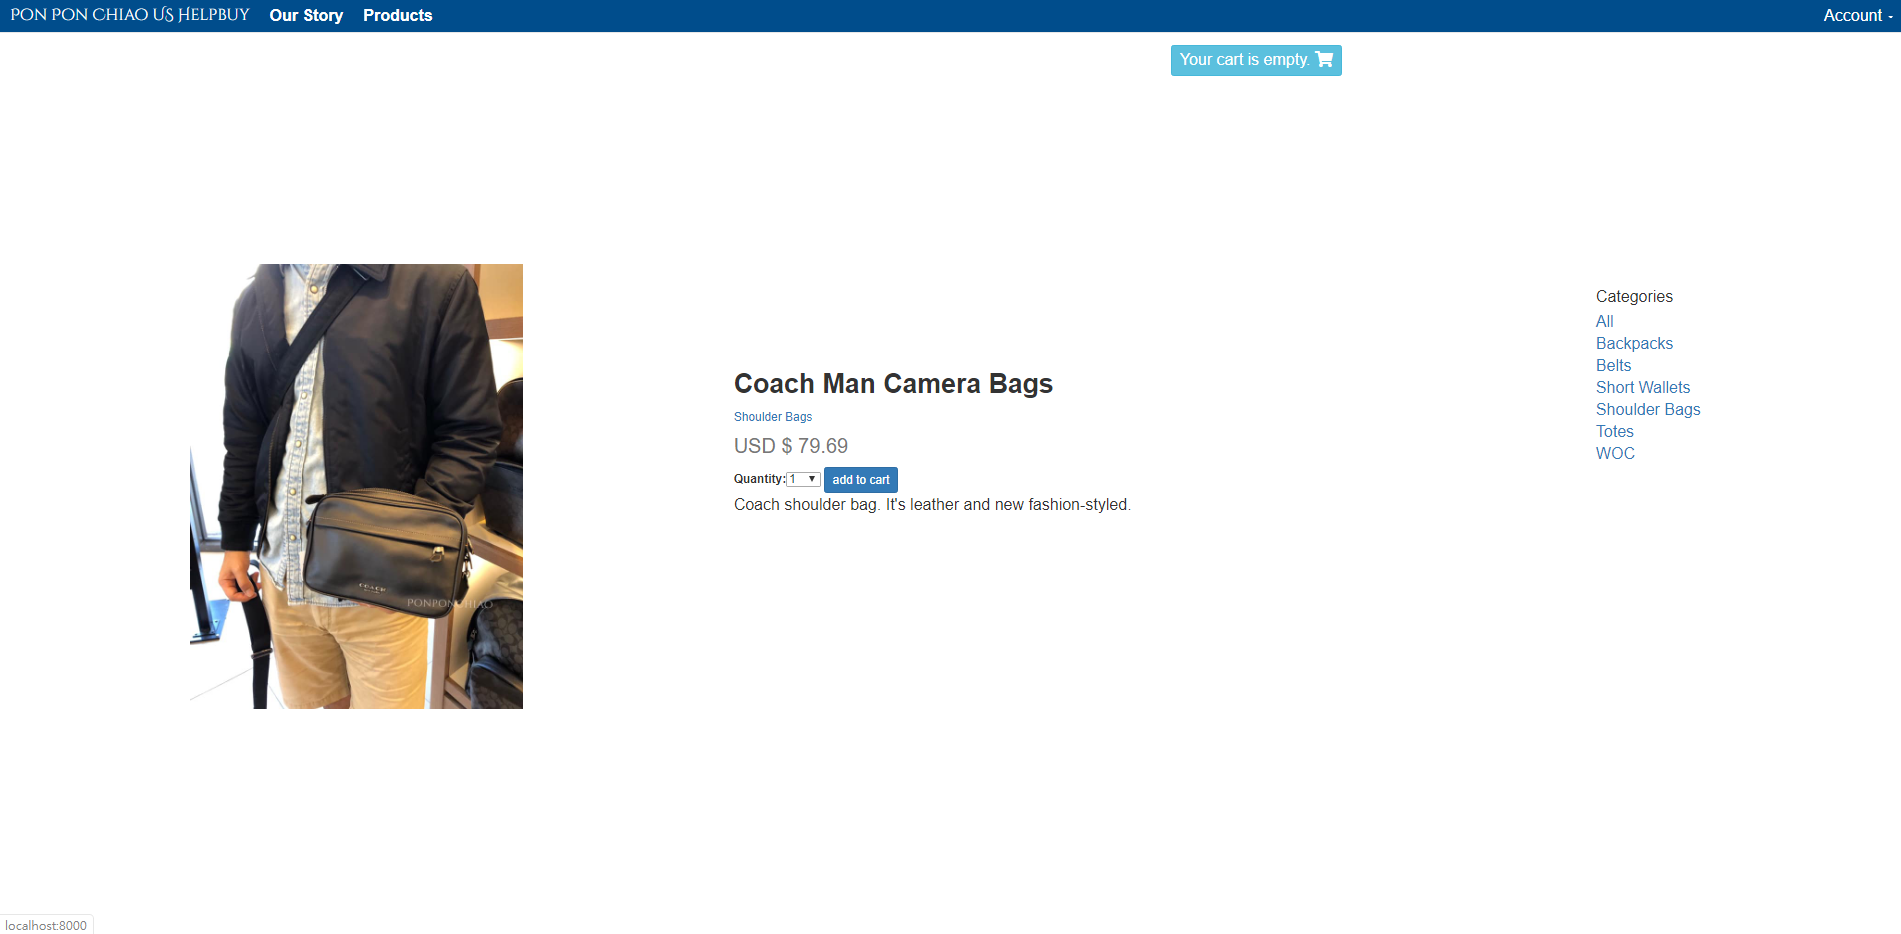 Pon Pon Chiao US Helpbuy Our Story Products Account
Your cart is empty.
Categories
All
Backpacks
Belts
Short Wallets
Shoulder Bags
Totes
WOC
Coach Man Camera Bags
Shoulder Bags
USD $ 79.69
Quantity: 1 add to cart
Coach shoulder bag. It's leather and new fashion-styled.
COACH
PONPONCHIAO
localhost:8000